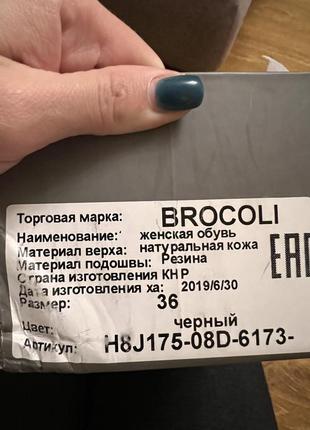 Торговая марка: BROCOLI
Наименование: женская обувь
Материал верха: натуральная кожа
Материал подошвы: Резина
Страна изготовления КНР
Дата изготовления ха: 2019/6/30
Размер: 36
Цвет: черный
Артикул: H8J175-08D-6173-
ЕАС